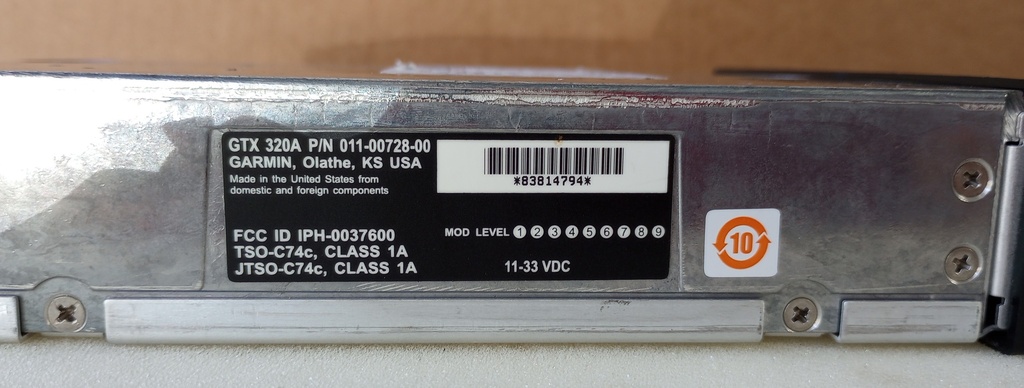 GTX 320A P/N 011-00728-00
GARMIN, Olathe, KS USA
Made in the United States from
domestic and foreign components
*83814794*
FCC ID IPH-0037600
TSO-C74c, CLASS 1A
JTSO-C74c, CLASS 1A
MOD LEVEL 1 2 3 4 5 6 7 8 9
11-33 VDC
10